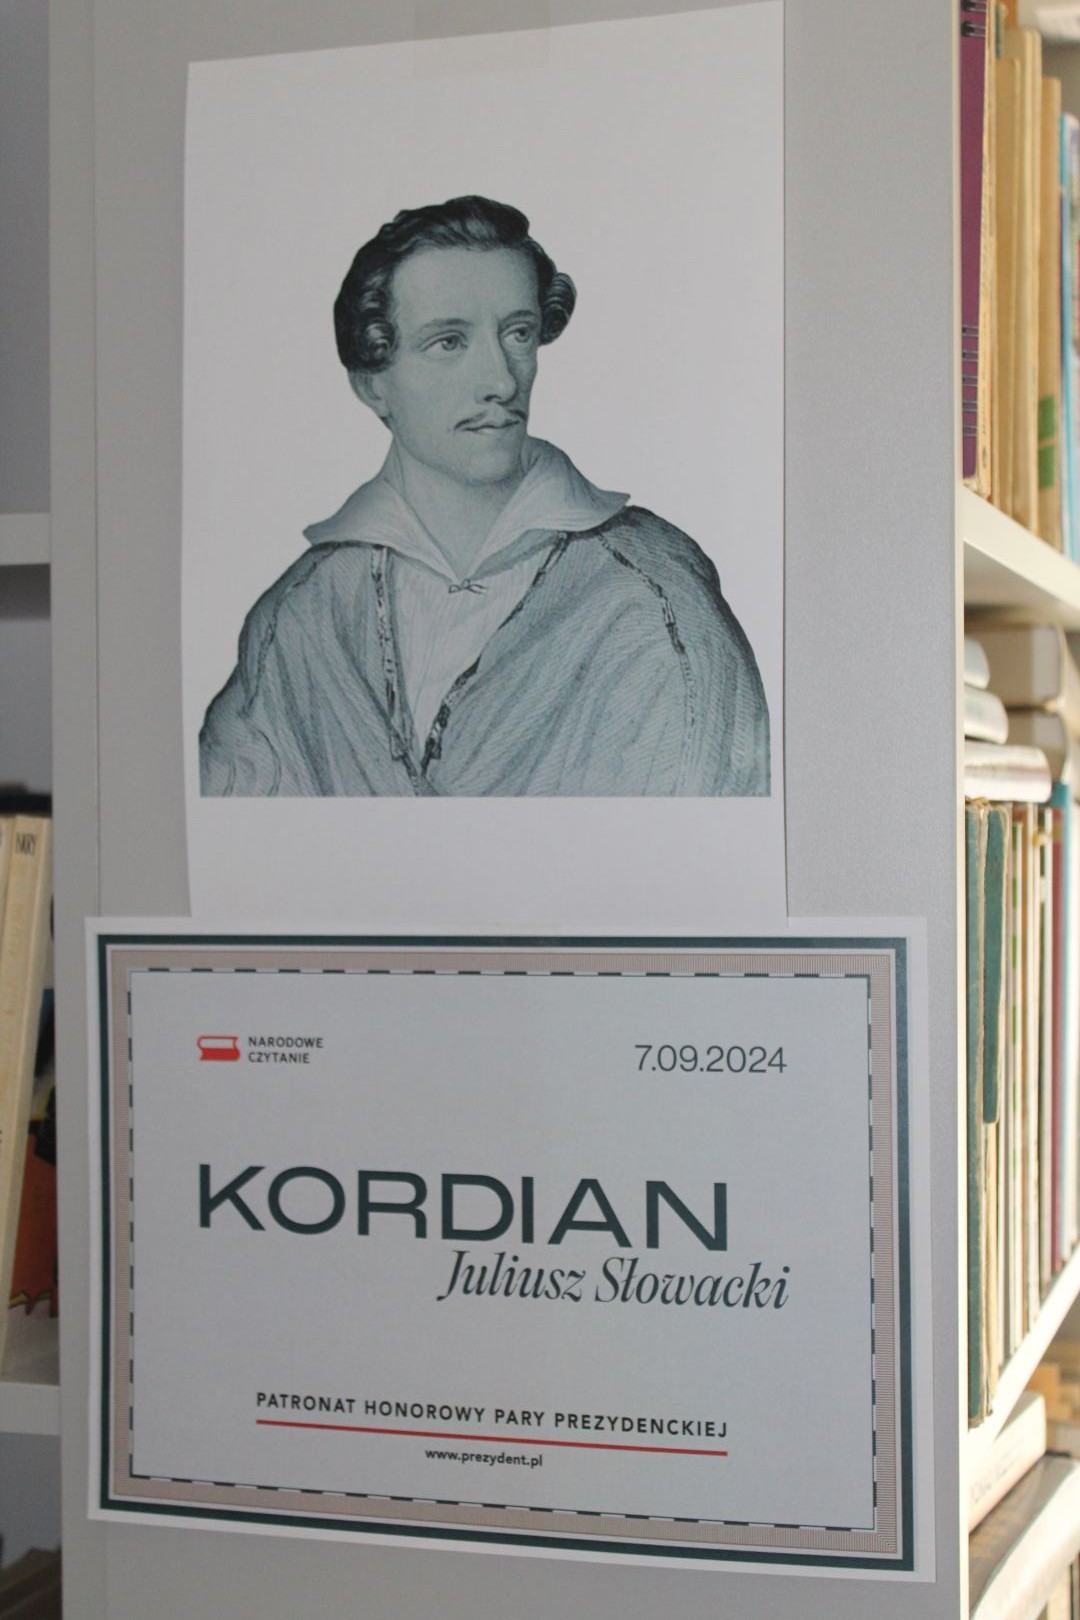 NARODOWE
CZYTANIE
7.09.2024
KORDIAN
Juliusz Słowacki
PATRONAT HONOROWY PARY PREZYDENCKIEJ
www.prezydent.pl